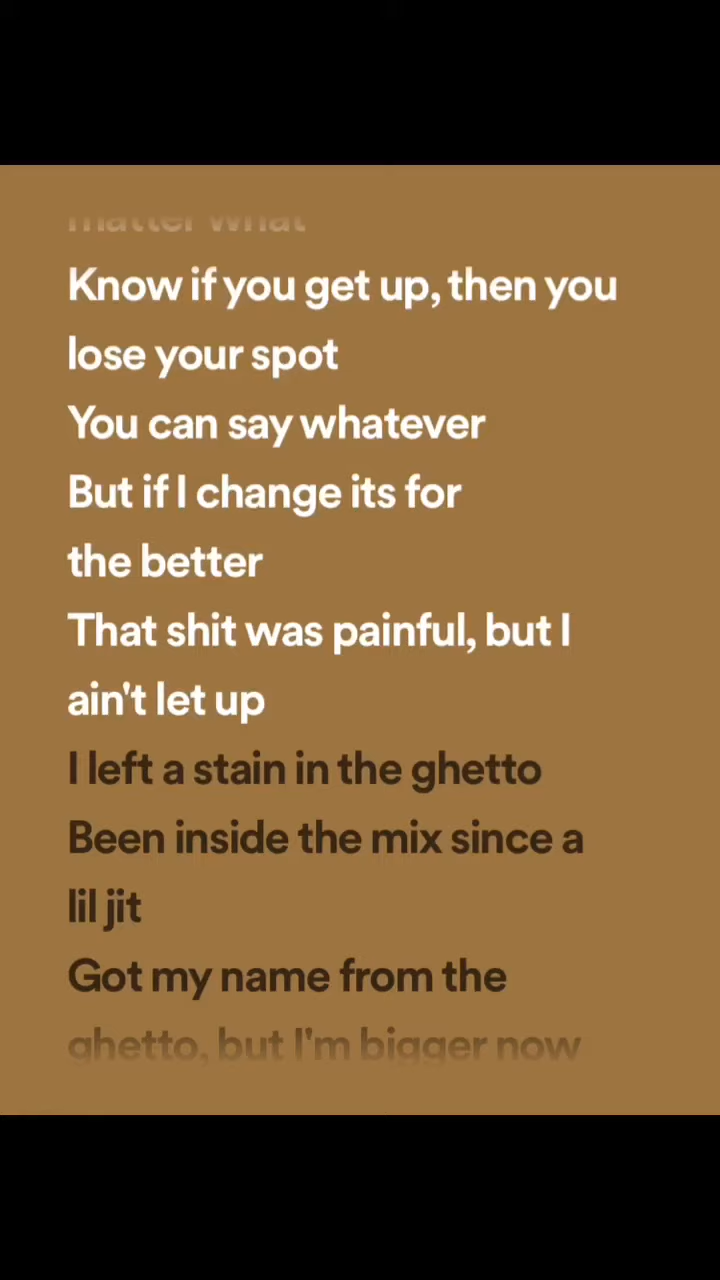 matter what
Know if you get up, then you
lose your spot
You can say whatever
But if I change its for
the better
That shit was painful, but I
ain't let up
I left a stain in the ghetto
Been inside the mix since a
lil jit
Got my name from the
ghetto, but I'm bigger now